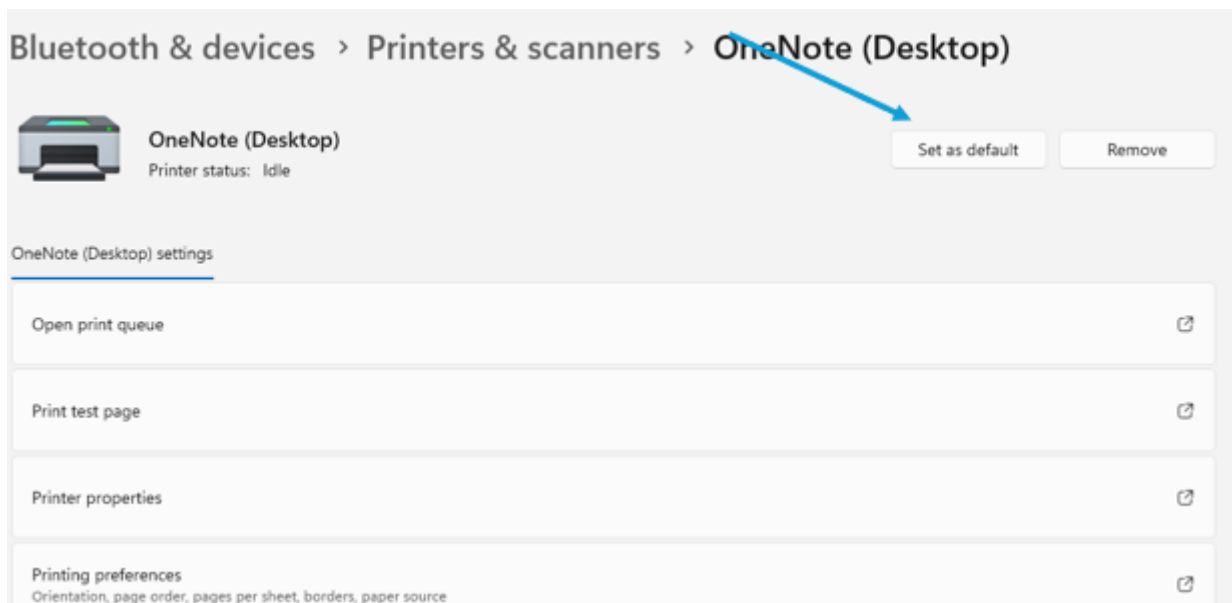 Bluetooth & devices > Printers & scanners > OneNote (Desktop)
OneNote (Desktop)
Printer status: Idle
Set as default
Remove
OneNote (Desktop) settings
Open print queue
Print test page
Printer properties
Printing preferences
Orientation, page order, pages per sheet, borders, paper source